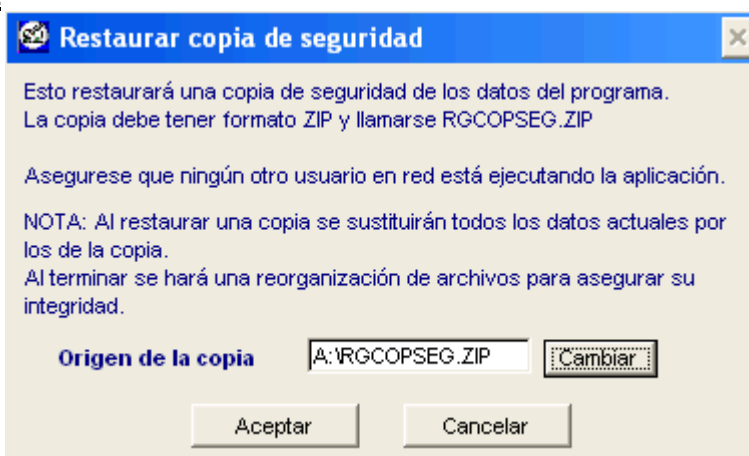 Restaurar copia de seguridad
Esto restaurará una copia de seguridad de los datos del programa.
La copia debe tener formato ZIP y llamarse RGCOPSEG.ZIP
Asegurese que ningún otro usuario en red está ejecutando la aplicación.
NOTA: Al restaurar una copia se sustituirán todos los datos actuales por
los de la copia.
Al terminar se hará una reorganización de archivos para asegurar su
integridad.
Origen de la copia A:\RGCOPSEG.ZIP Cambiar
Aceptar Cancelar